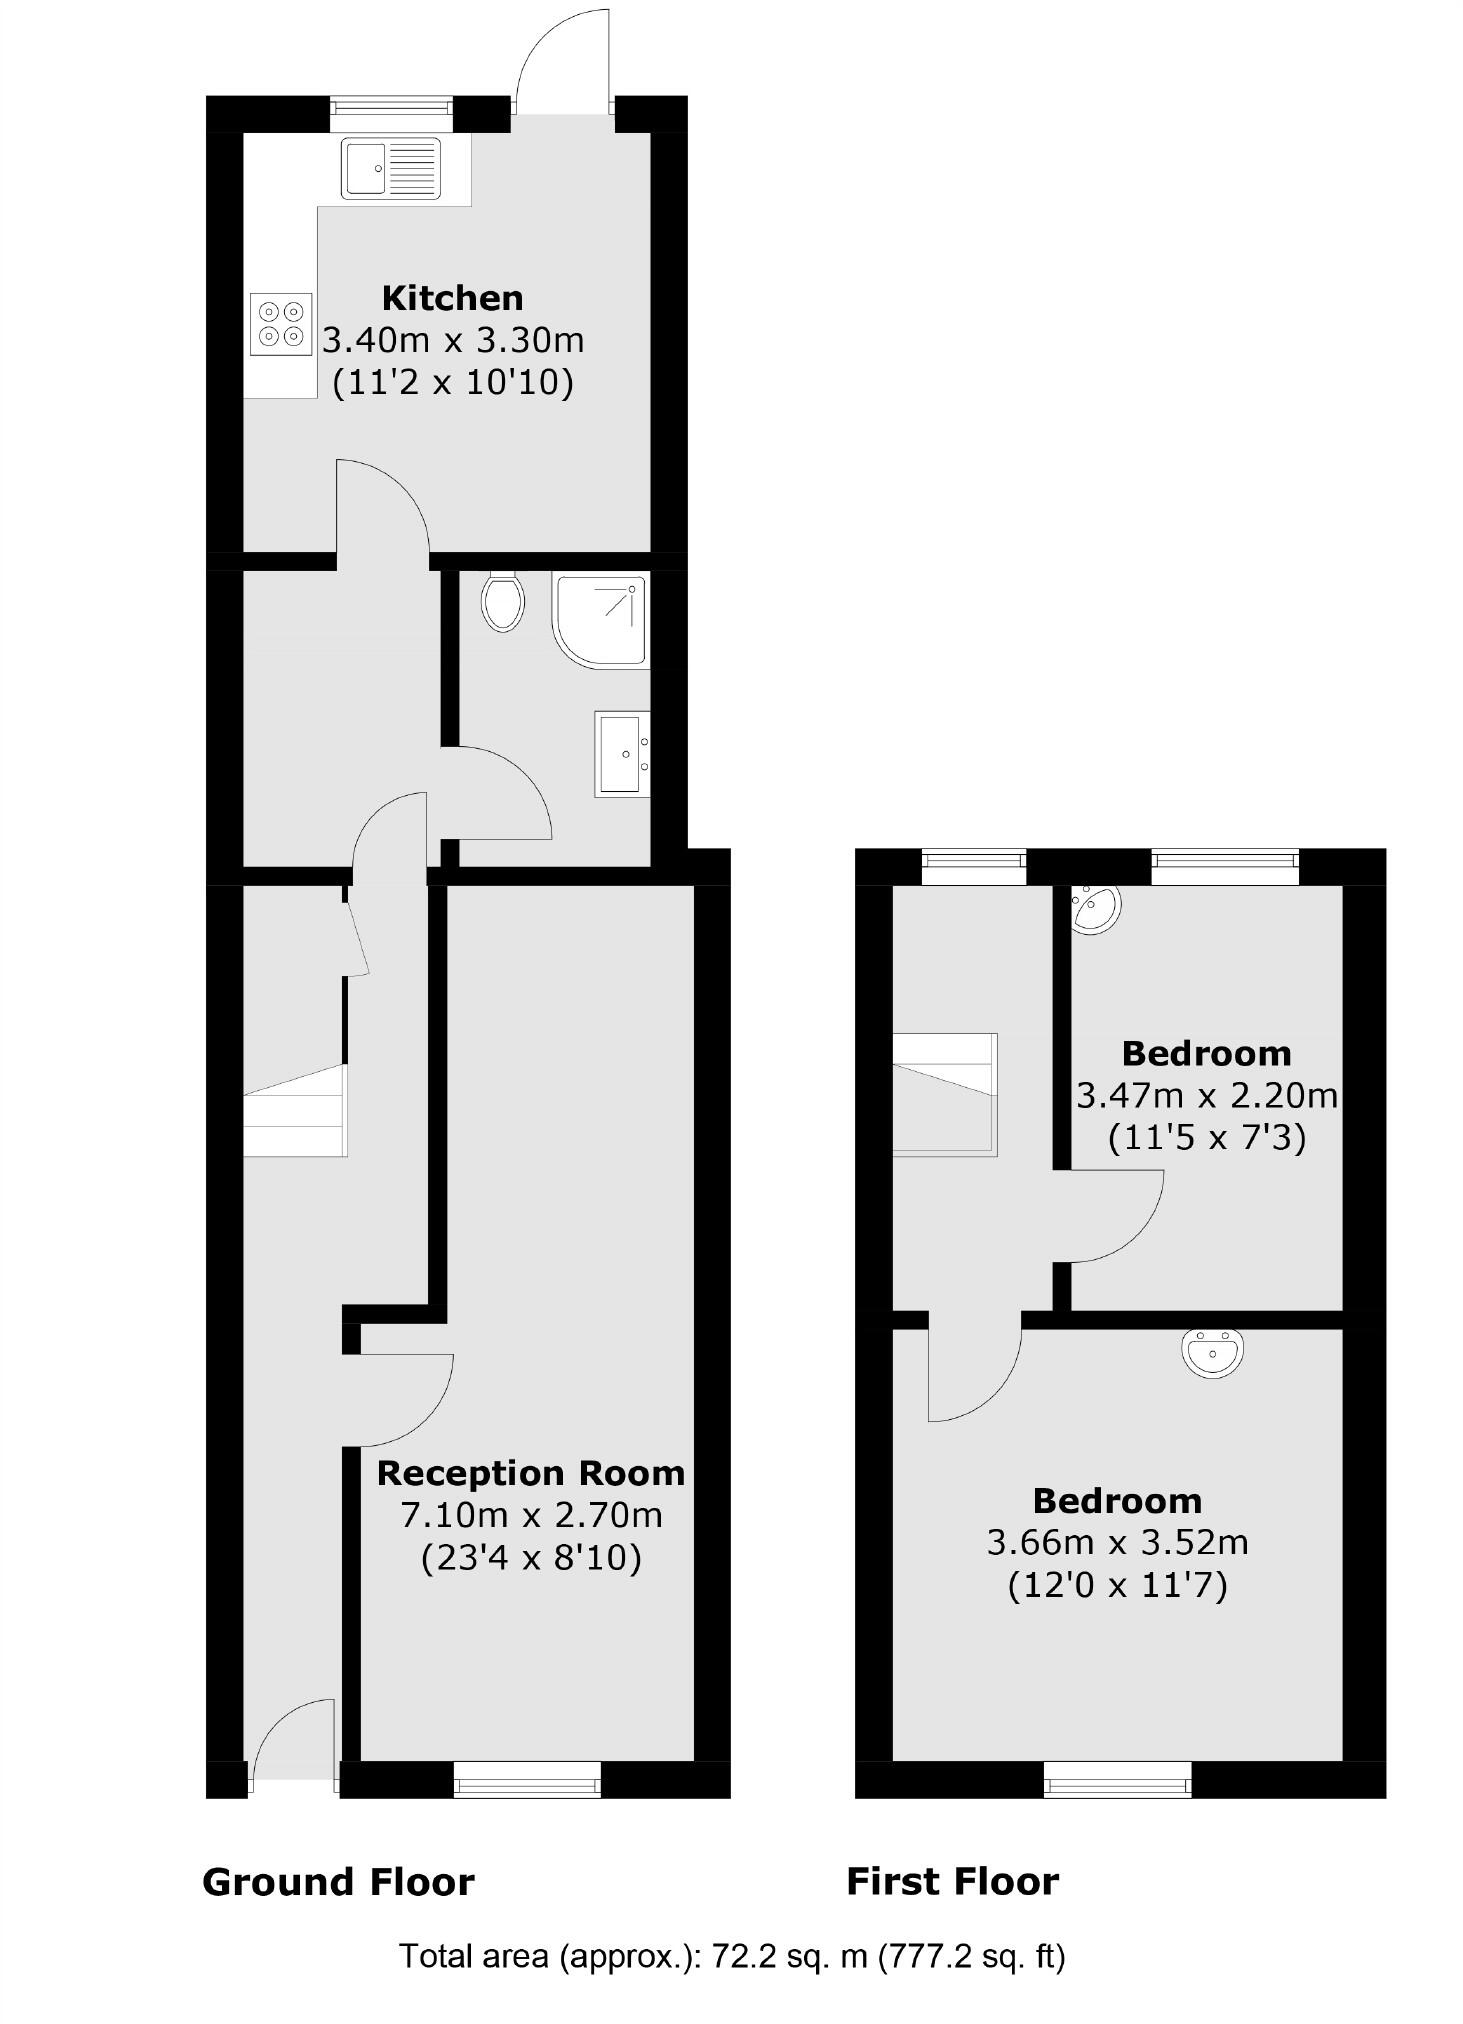 Kitchen
3.40m x 3.30m
(11'2 x 10'10)
Bedroom
3.47m x 2.20m
(11'5 x 7'3)
Reception Room
7.10m x 2.70m
(23'4 x 8'10)
Bedroom
3.66m x 3.52m
(12'0 x 11'7)
Ground Floor
First Floor
Total area (approx.): 72.2 sq. m (777.2 sq. ft)